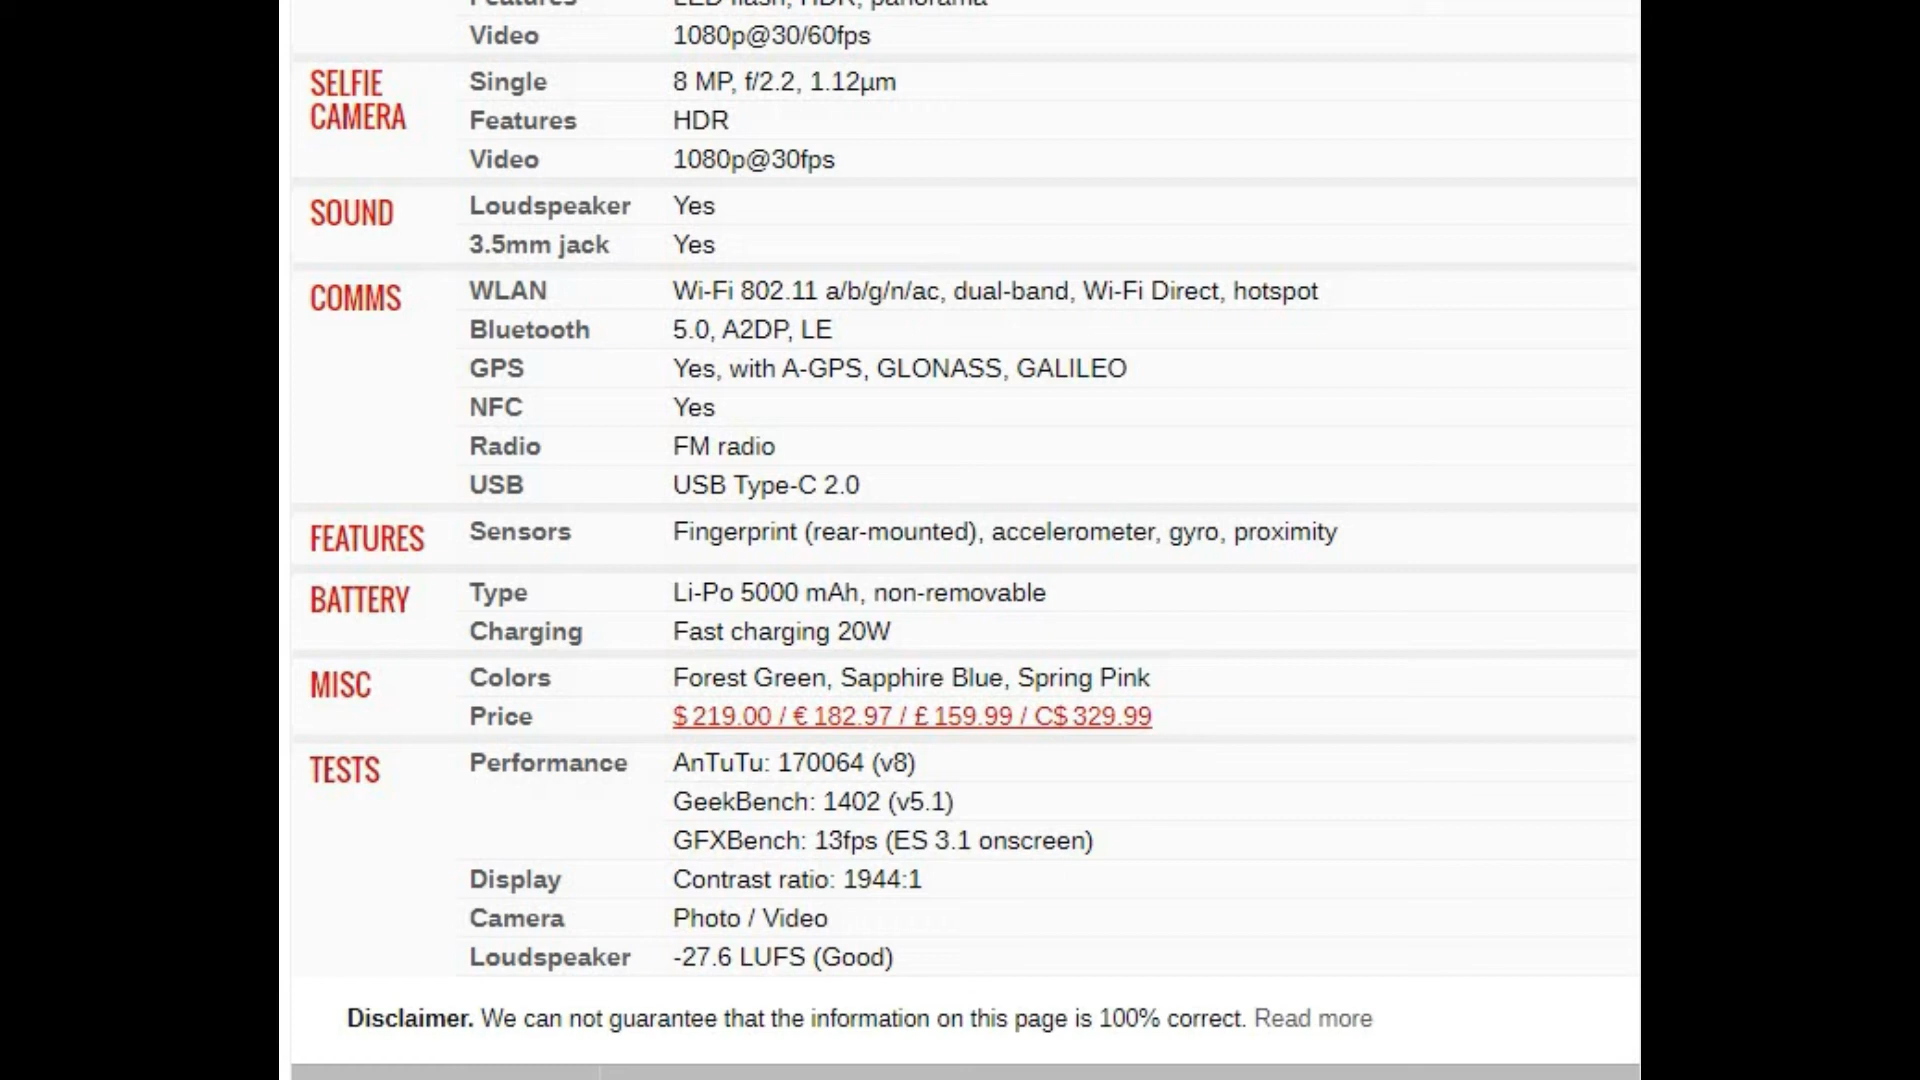 Features LED flash, HDR, panorama
Video 1080p@30/60fps
SELFIE CAMERA Single 8 MP, f/2.2, 1.12µm
Features HDR
Video 1080p@30fps
SOUND Loudspeaker Yes
3.5mm jack Yes
COMMS WLAN Wi-Fi 802.11 a/b/g/n/ac, dual-band, Wi-Fi Direct, hotspot
Bluetooth 5.0, A2DP, LE
GPS Yes, with A-GPS, GLONASS, GALILEO
NFC Yes
Radio FM radio
USB USB Type-C 2.0
FEATURES Sensors Fingerprint (rear-mounted), accelerometer, gyro, proximity
BATTERY Type Li-Po 5000 mAh, non-removable
Charging Fast charging 20W
MISC Colors Forest Green, Sapphire Blue, Spring Pink
Price $ 219.00 / € 182.97 / £ 159.99 / C$ 329.99
TESTS Performance AnTuTu: 170064 (v8)
GeekBench: 1402 (v5.1)
GFXBench: 13fps (ES 3.1 onscreen)
Display Contrast ratio: 1944:1
Camera Photo / Video
Loudspeaker -27.6 LUFS (Good)
Disclaimer. We can not guarantee that the information on this page is 100% correct. Read more